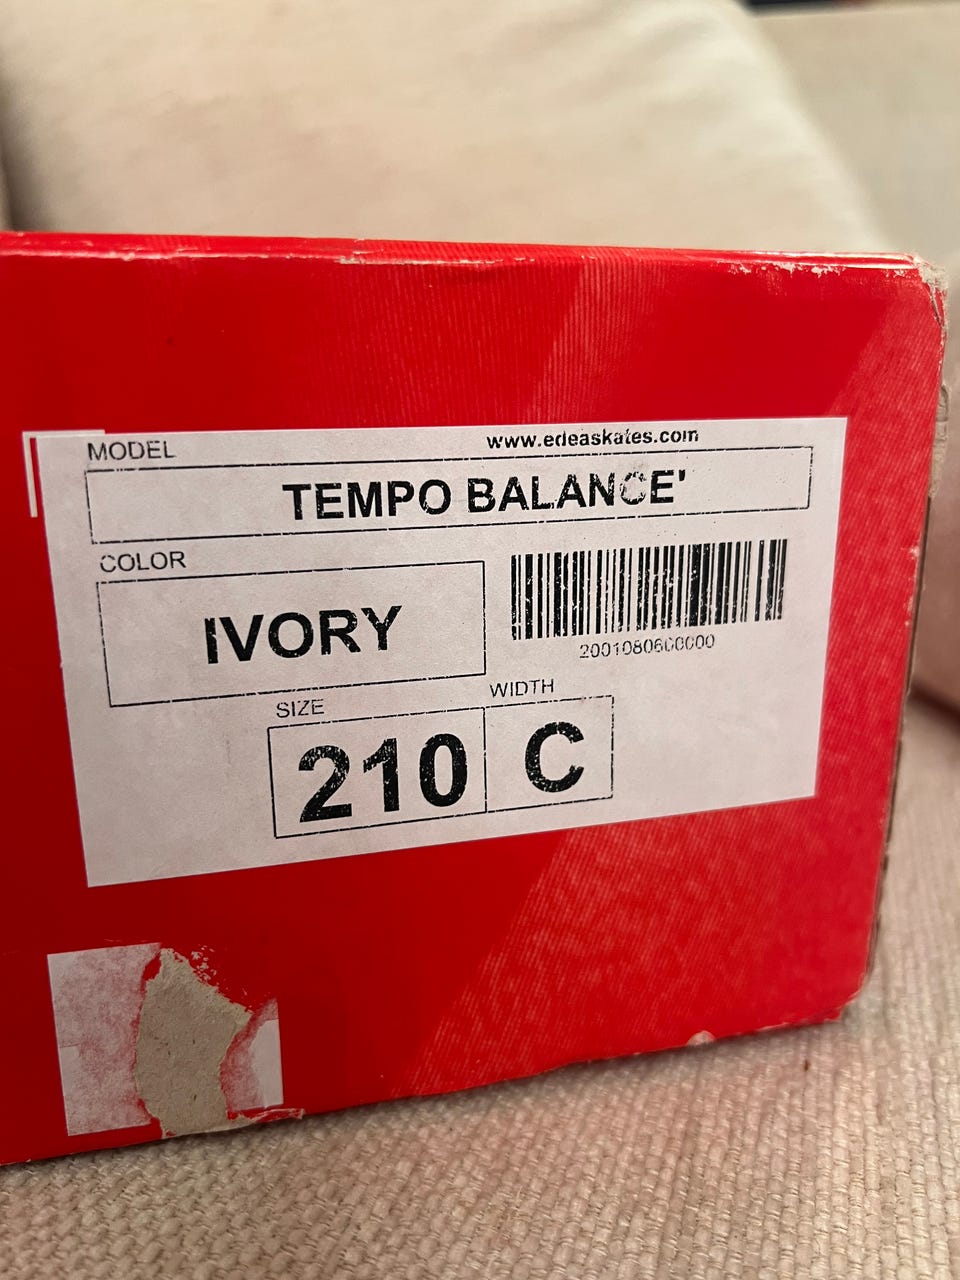 MODEL
www.edeaskates.com
TEMPO BALANCE'
COLOR
IVORY
2001080600000
SIZE
WIDTH
210
C